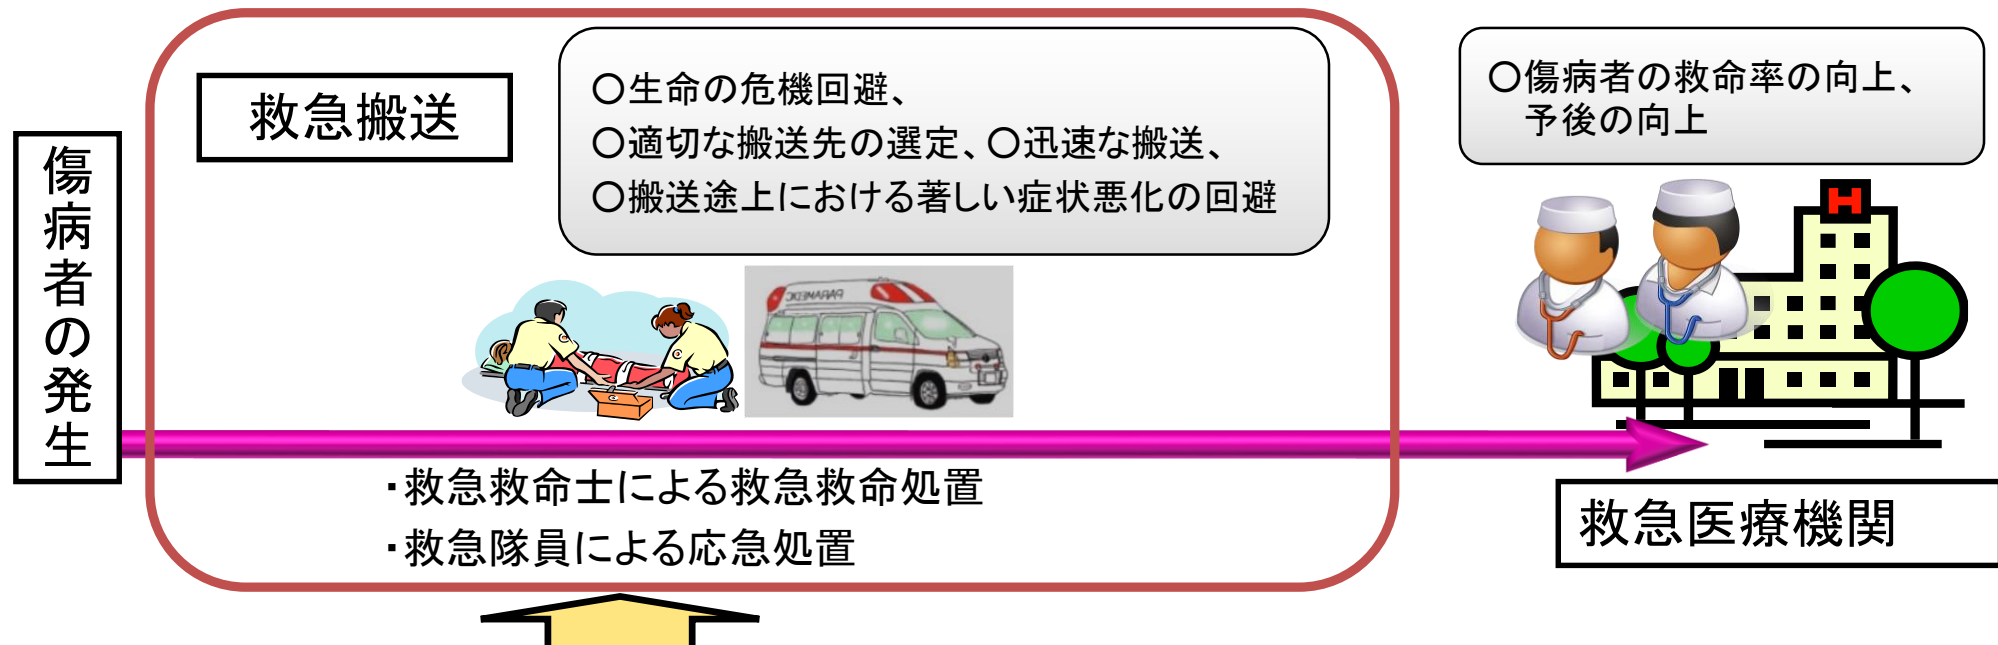 傷病者の発生
救急搬送
○生命の危機回避、
○適切な搬送先の選定、○迅速な搬送、
○搬送途上における著しい症状悪化の回避
○傷病者の救命率の向上、
予後の向上
H
PARAMEDIC
・救急救命士による救急救命処置
・救急隊員による応急処置
救急医療機関